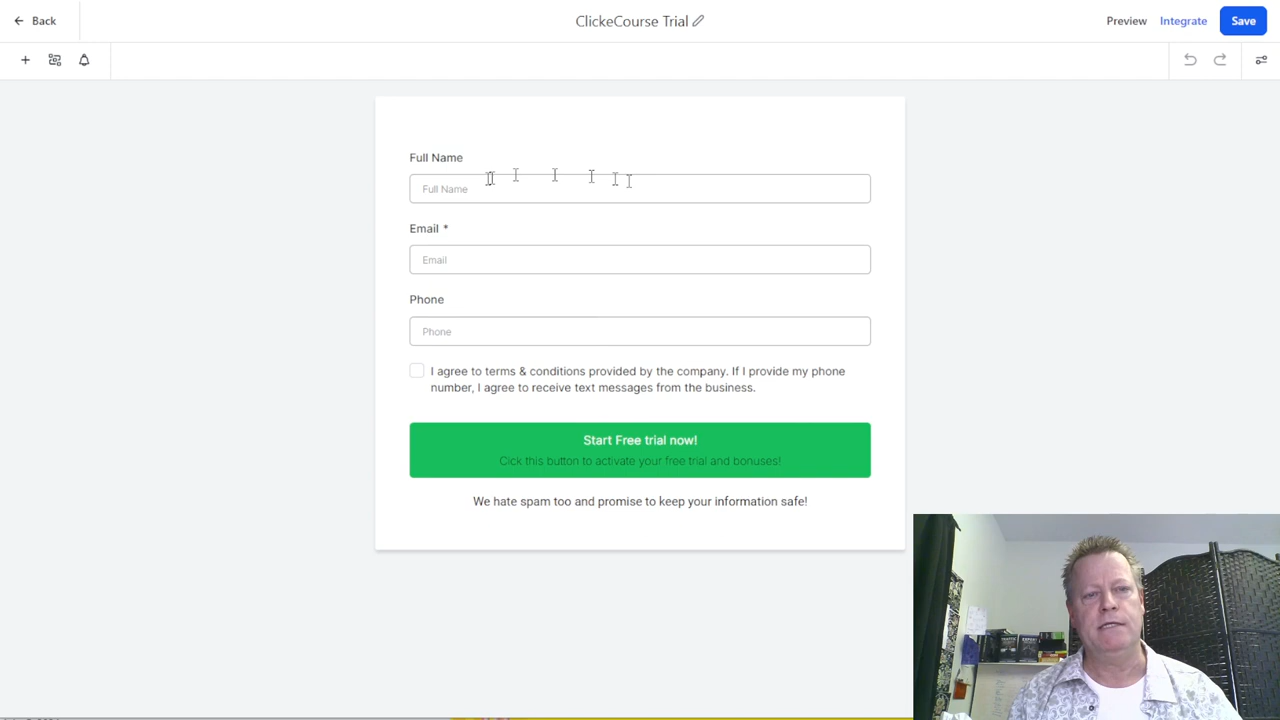 Back
ClickeCourse Trial
Preview
Integrate
Save
Full Name
Full Name
Email *
Email
Phone
Phone
I agree to terms & conditions provided by the company. If I provide my phone
number, I agree to receive text messages from the business.
Start Free trial now!
Cick this button to activate your free trial and bonuses!
We hate spam too and promise to keep your information safe!